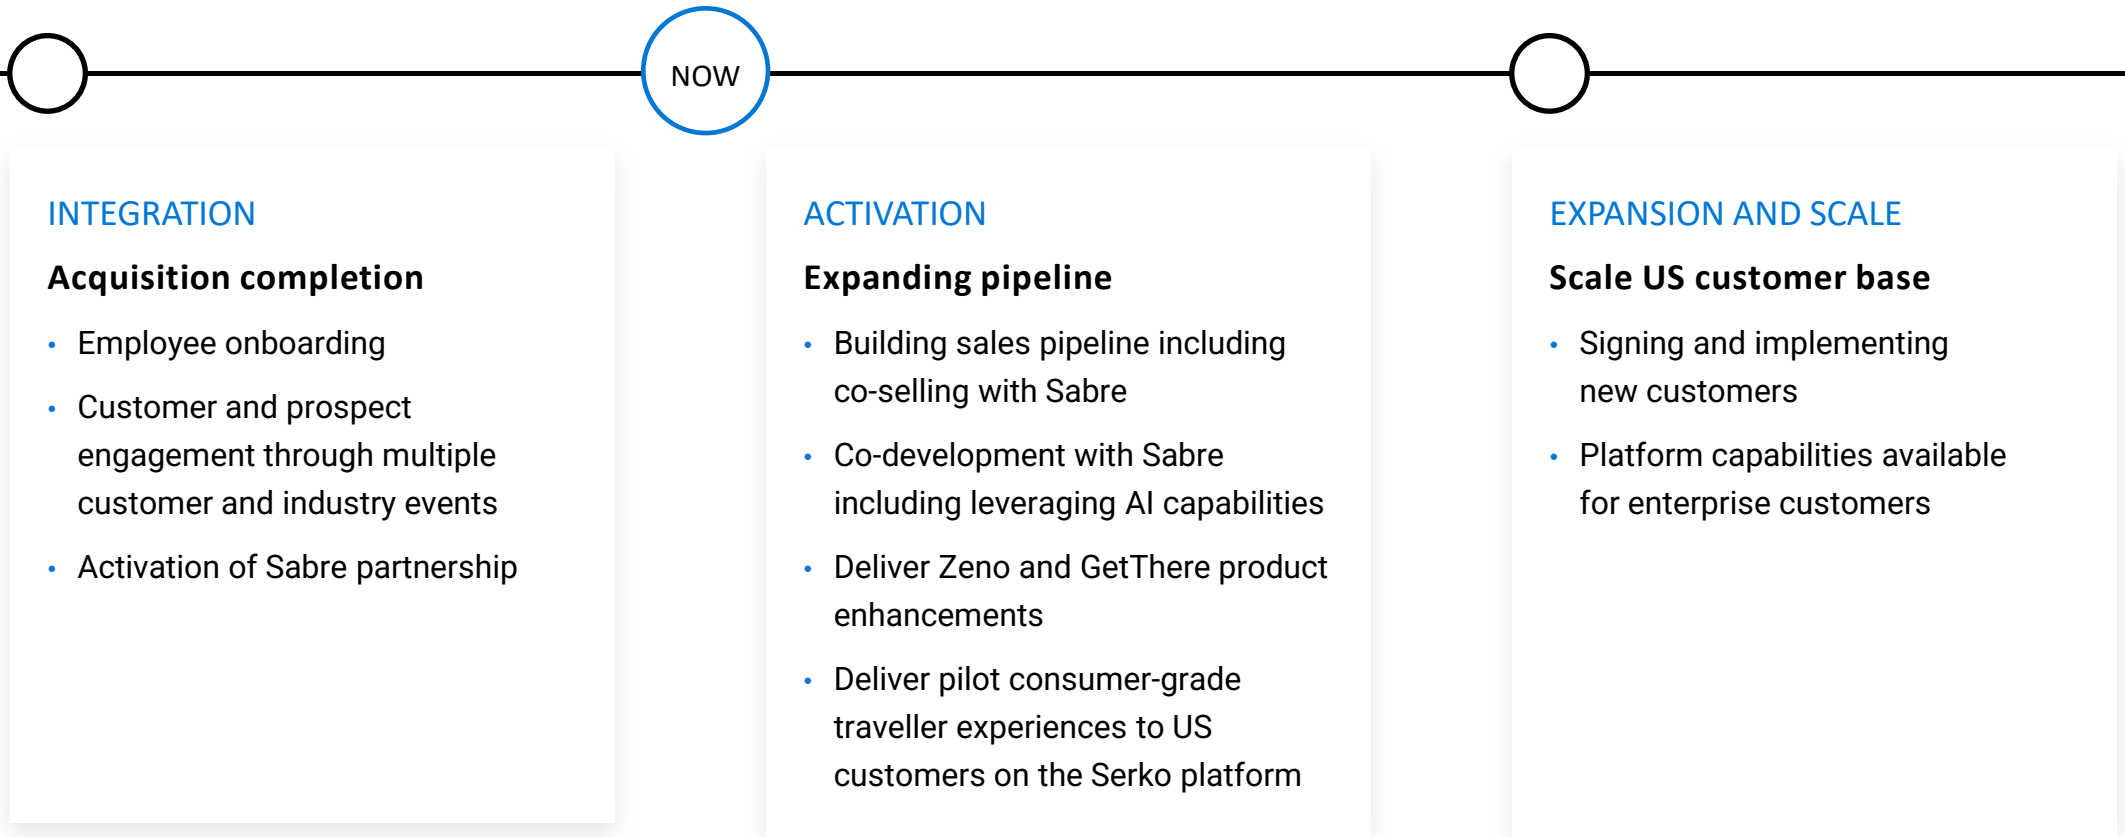 NOW
INTEGRATION
Acquisition completion
• Employee onboarding
• Customer and prospect
engagement through multiple
customer and industry events
• Activation of Sabre partnership
ACTIVATION
Expanding pipeline
• Building sales pipeline including
co-selling with Sabre
• Co-development with Sabre
including leveraging AI capabilities
• Deliver Zeno and GetThere product
enhancements
• Deliver pilot consumer-grade
traveller experiences to US
customers on the Serko platform
EXPANSION AND SCALE
Scale US customer base
• Signing and implementing
new customers
• Platform capabilities available
for enterprise customers